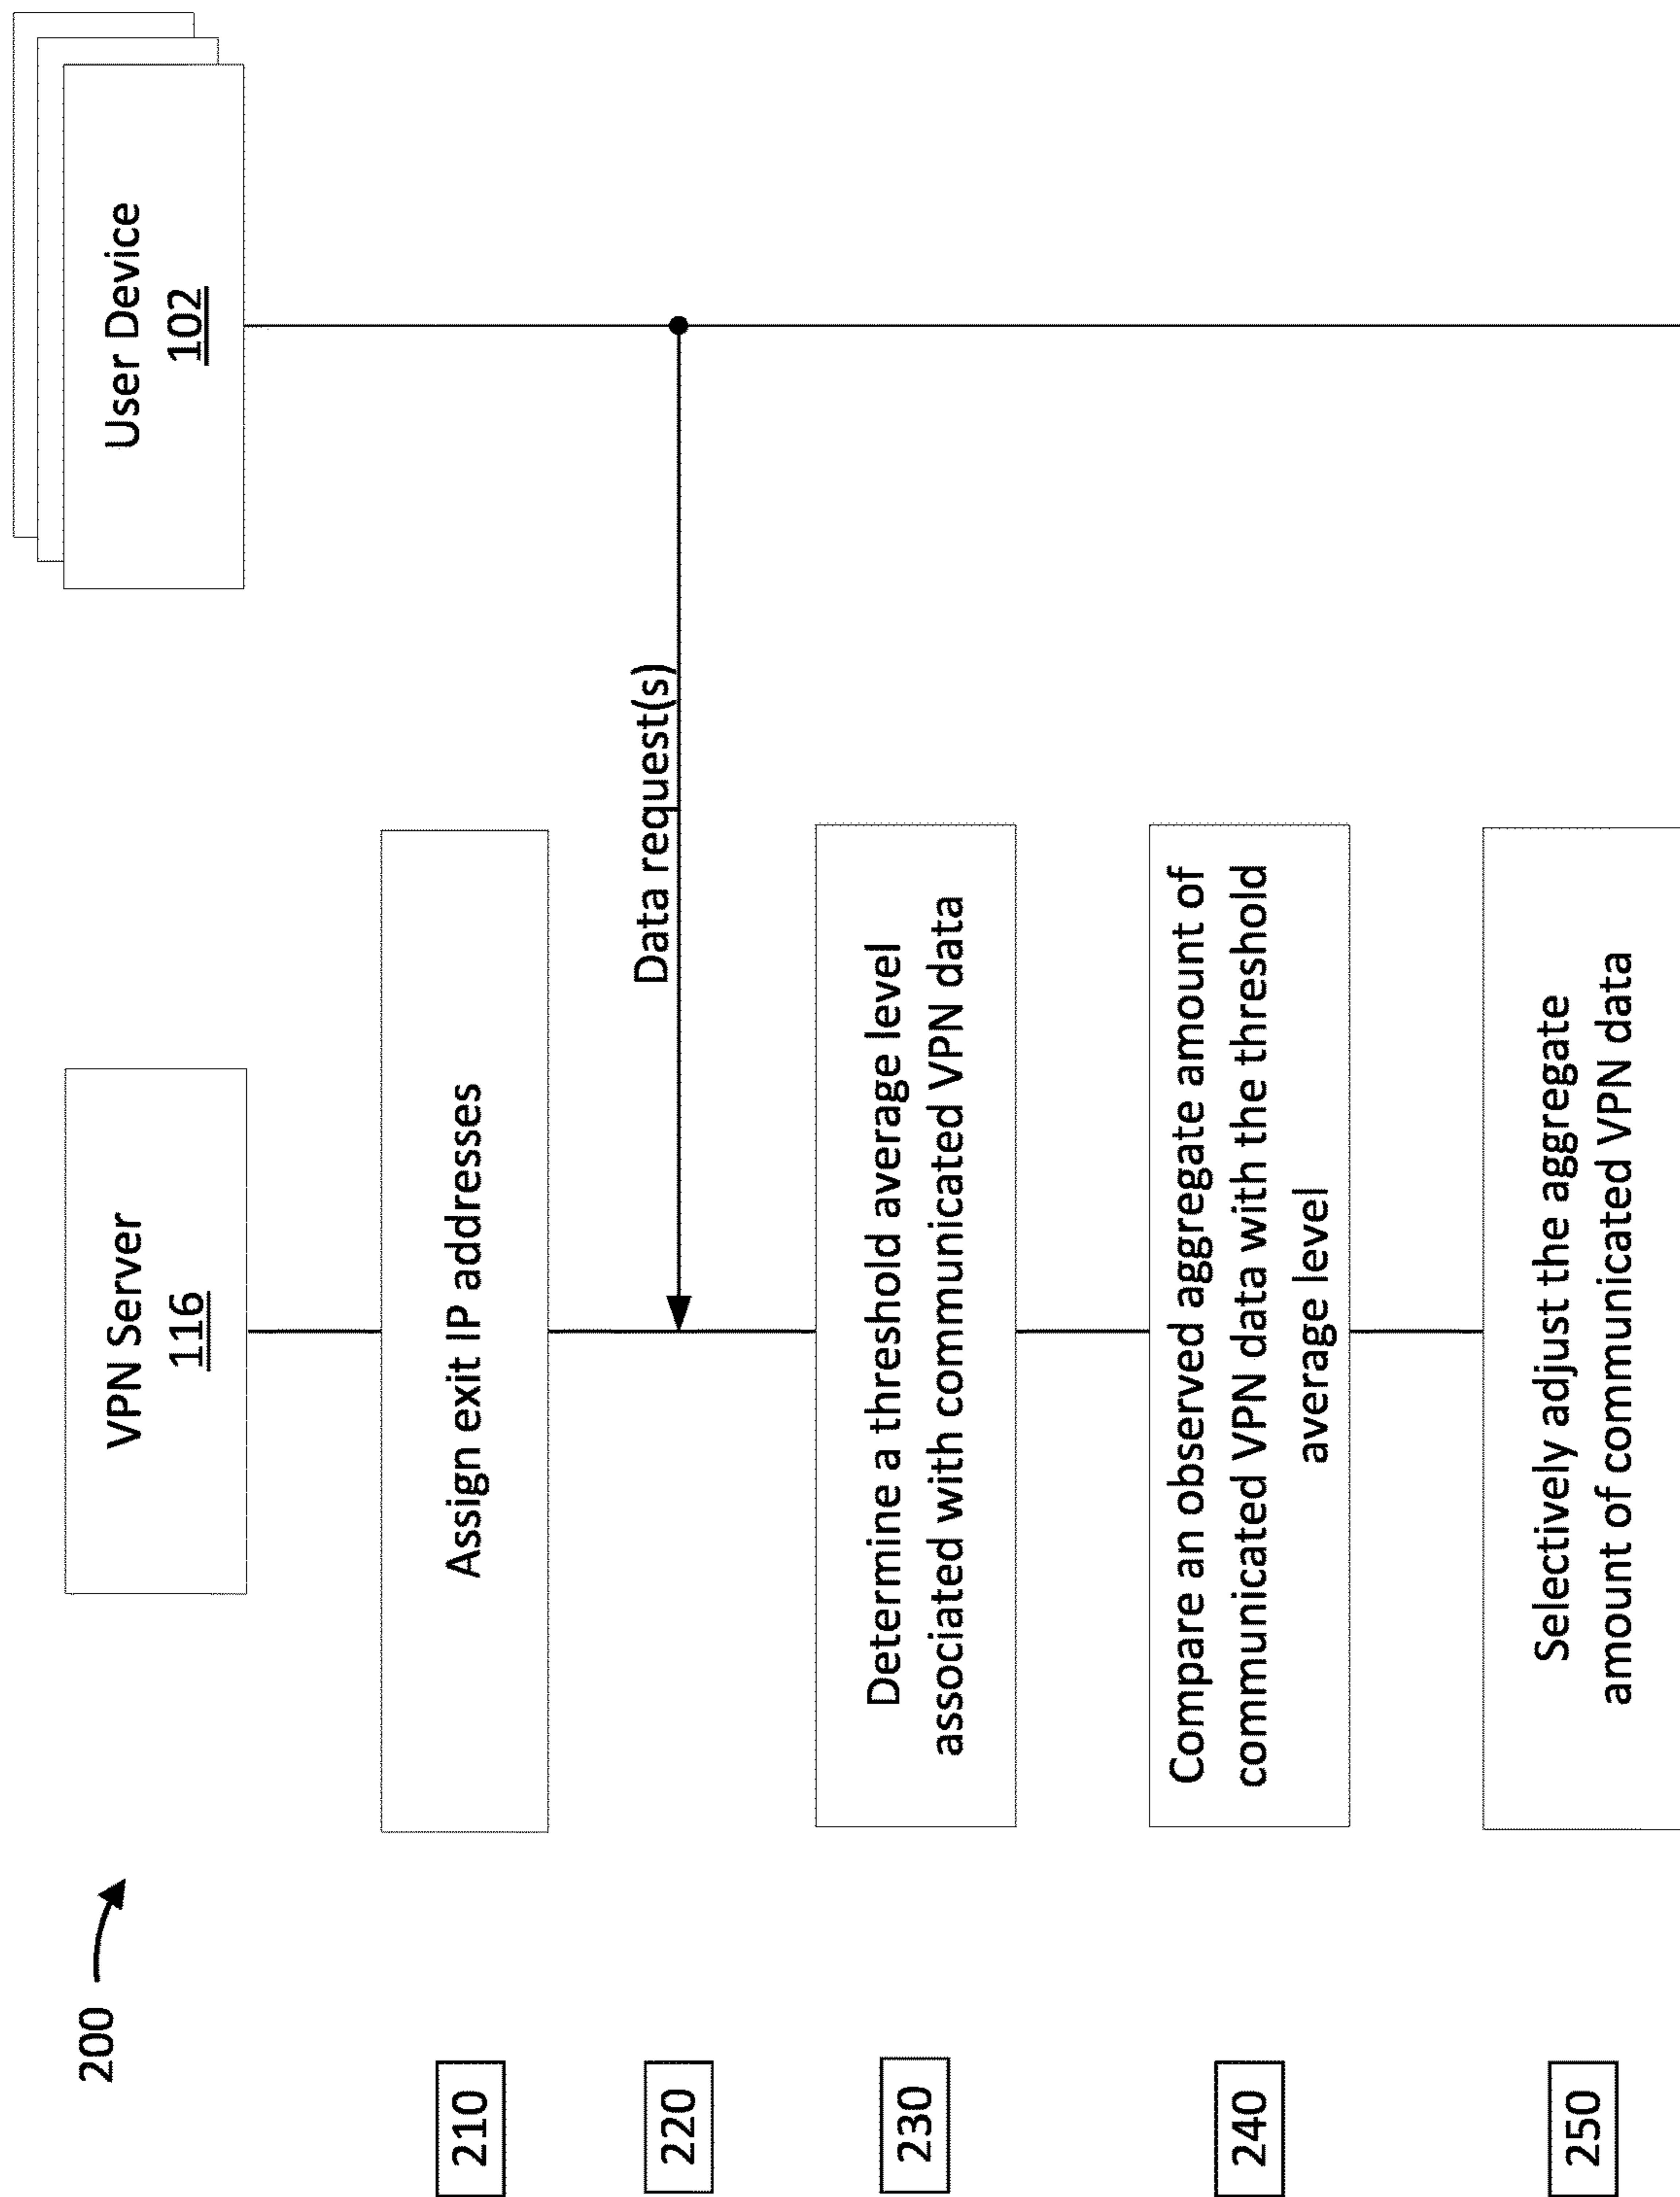 200
VPN Server
116
User Device
102
210
Assign exit IP addresses
220
Data request(s)
230
Determine a threshold average level
associated with communicated VPN data
240
Compare an observed aggregate amount of
communicated VPN data with the threshold
average level
250
Selectively adjust the aggregate
amount of communicated VPN data